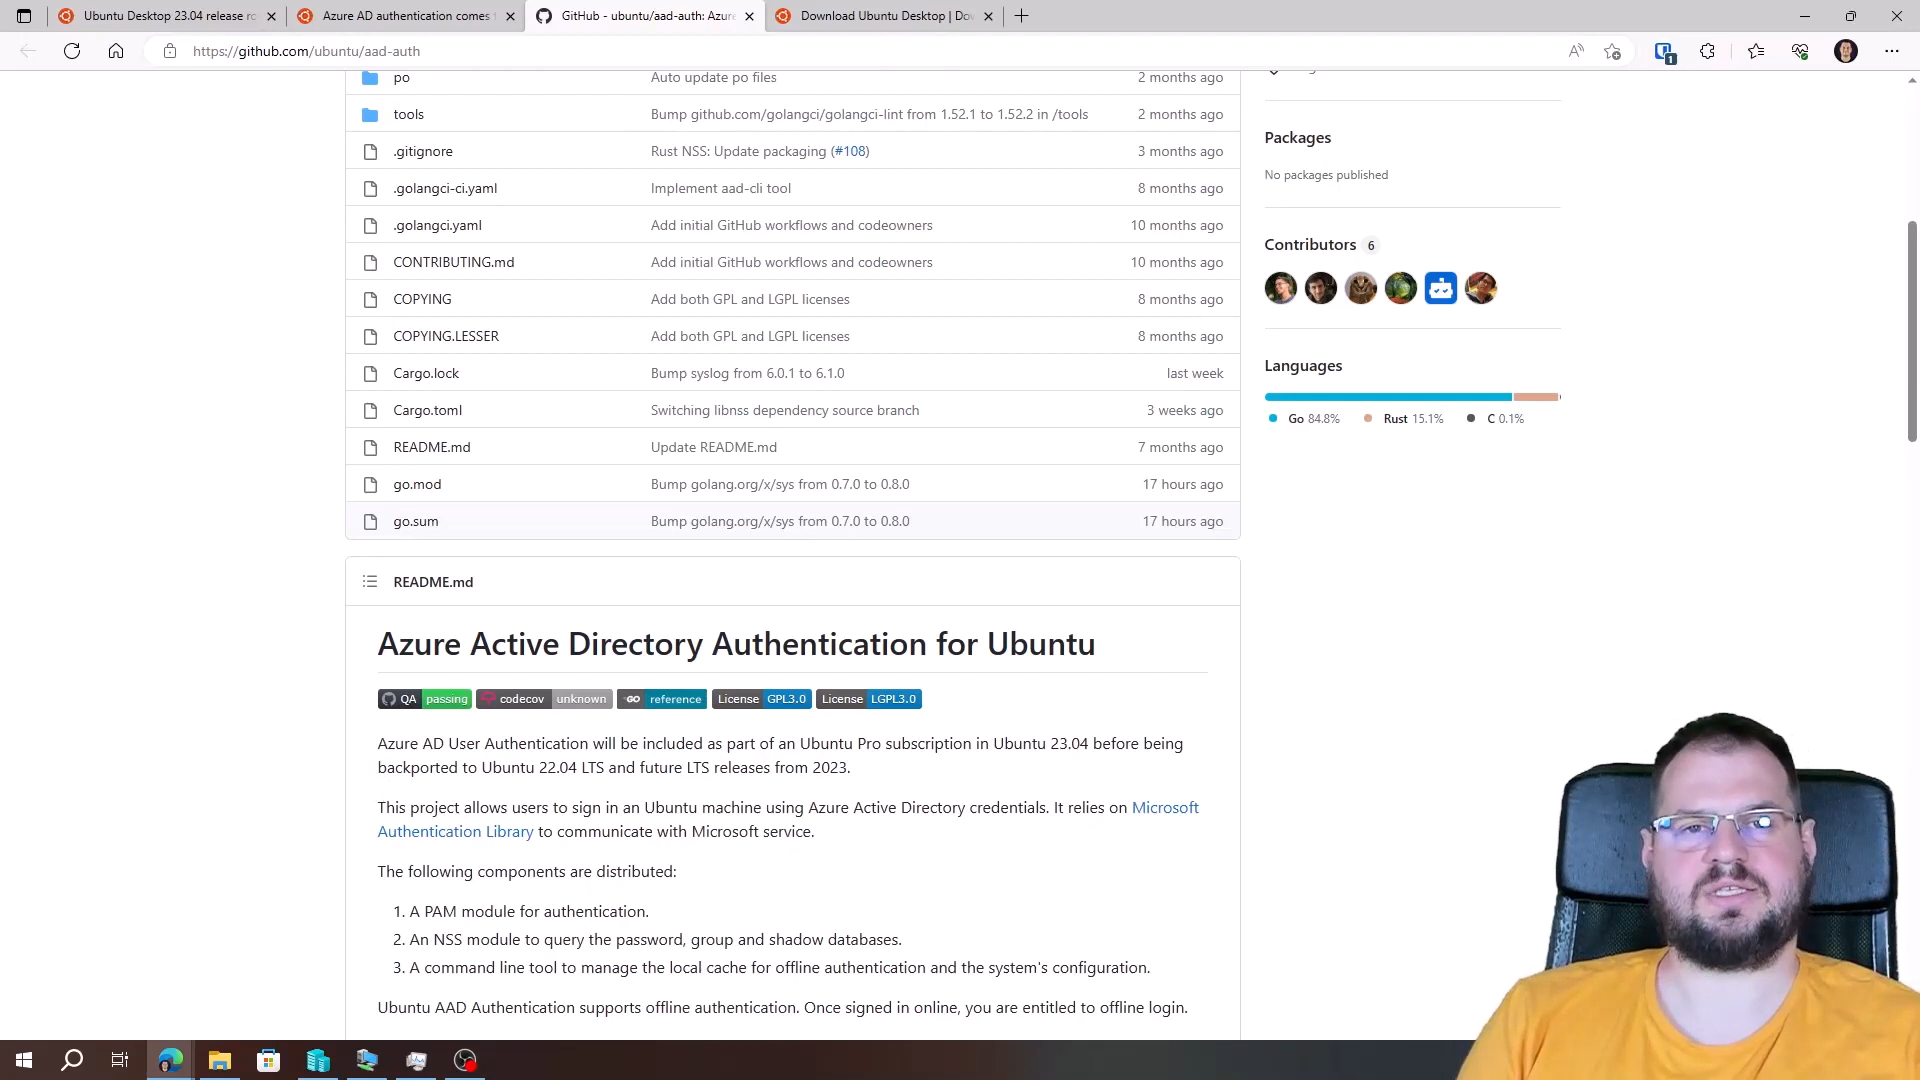 Ubuntu Desktop 23.04 release ro
Azure AD authentication comes t
GitHub - ubuntu/aad-auth: Azure
Download Ubuntu Desktop | Do
https://github.com/ubuntu/aad-auth
1
po Auto update po files 2 months ago
tools Bump github.com/golangci/golangci-lint from 1.52.1 to 1.52.2 in /tools 2 months ago
.gitignore Rust NSS: Update packaging (#108) 3 months ago
.golangci-ci.yaml Implement aad-cli tool 8 months ago
.golangci.yaml Add initial GitHub workflows and codeowners 10 months ago
CONTRIBUTING.md Add initial GitHub workflows and codeowners 10 months ago
COPYING Add both GPL and LGPL licenses 8 months ago
COPYING.LESSER Add both GPL and LGPL licenses 8 months ago
Cargo.lock Bump syslog from 6.0.1 to 6.1.0 last week
Cargo.toml Switching libnss dependency source branch 3 weeks ago
README.md Update README.md 7 months ago
go.mod Bump golang.org/x/sys from 0.7.0 to 0.8.0 17 hours ago
go.sum Bump golang.org/x/sys from 0.7.0 to 0.8.0 17 hours ago
Packages
No packages published
Contributors 6
Languages
Go 84.8% Rust 15.1% C 0.1%
README.md
Azure Active Directory Authentication for Ubuntu
QA passing codecov unknown GO reference License GPL3.0 License LGPL3.0
Azure AD User Authentication will be included as part of an Ubuntu Pro subscription in Ubuntu 23.04 before being
backported to Ubuntu 22.04 LTS and future LTS releases from 2023.
This project allows users to sign in an Ubuntu machine using Azure Active Directory credentials. It relies on Microsoft
Authentication Library to communicate with Microsoft service.
The following components are distributed:
1. A PAM module for authentication.
2. An NSS module to query the password, group and shadow databases.
3. A command line tool to manage the local cache for offline authentication and the system's configuration.
Ubuntu AAD Authentication supports offline authentication. Once signed in online, you are entitled to offline login.